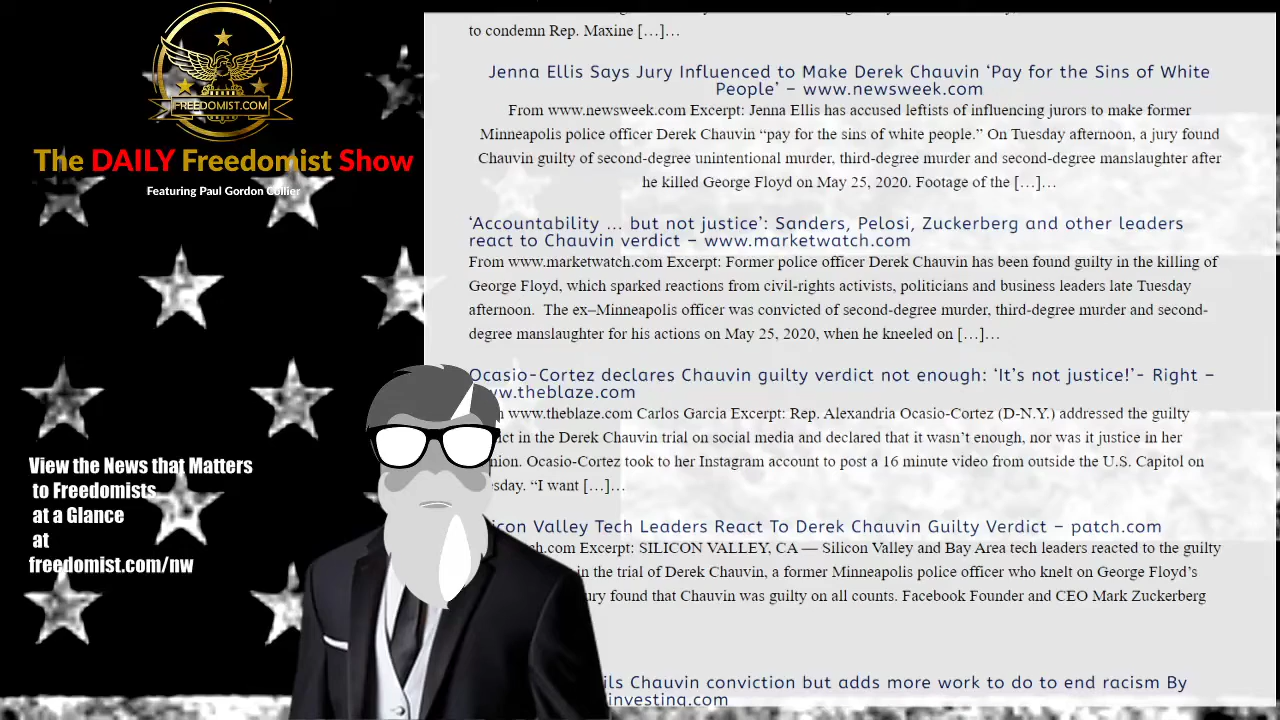 FREEDOMIST.COM
The DAILY Freedomist Show
Featuring Paul Gordon Collier
View the News that Matters
to Freedomists
at a Glance
at
freedomist.com/nw
to condemn Rep. Maxine […]…
Jenna Ellis Says Jury Influenced to Make Derek Chauvin ‘Pay for the Sins of White
People’ – www.newsweek.com
From www.newsweek.com Excerpt: Jenna Ellis has accused leftists of influencing jurors to make former
Minneapolis police officer Derek Chauvin “pay for the sins of white people.” On Tuesday afternoon, a jury found
Chauvin guilty of second-degree unintentional murder, third-degree murder and second-degree manslaughter after
he killed George Floyd on May 25, 2020. Footage of the […]…
‘Accountability … but not justice’: Sanders, Pelosi, Zuckerberg and other leaders
react to Chauvin verdict – www.marketwatch.com
From www.marketwatch.com Excerpt: Former police officer Derek Chauvin has been found guilty in the killing of
George Floyd, which sparked reactions from civil-rights activists, politicians and business leaders late Tuesday
afternoon.  The ex–Minneapolis officer was convicted of second-degree murder, third-degree murder and second-
degree manslaughter for his actions on May 25, 2020, when he kneeled on […]…
Ocasio-Cortez declares Chauvin guilty verdict not enough: ‘It’s not justice!’- Right –
www.theblaze.com
www.theblaze.com Carlos Garcia Excerpt: Rep. Alexandria Ocasio-Cortez (D-N.Y.) addressed the guilty
in the Derek Chauvin trial on social media and declared that it wasn’t enough, nor was it justice in her
Ocasio-Cortez took to her Instagram account to post a 16 minute video from outside the U.S. Capitol on
“I want […]…
Valley Tech Leaders React To Derek Chauvin Guilty Verdict – patch.com
Excerpt: SILICON VALLEY, CA — Silicon Valley and Bay Area tech leaders reacted to the guilty
in the trial of Derek Chauvin, a former Minneapolis police officer who knelt on George Floyd’s
found that Chauvin was guilty on all counts. Facebook Founder and CEO Mark Zuckerberg
Chauvin conviction but adds more work to do to end racism By
investing.com